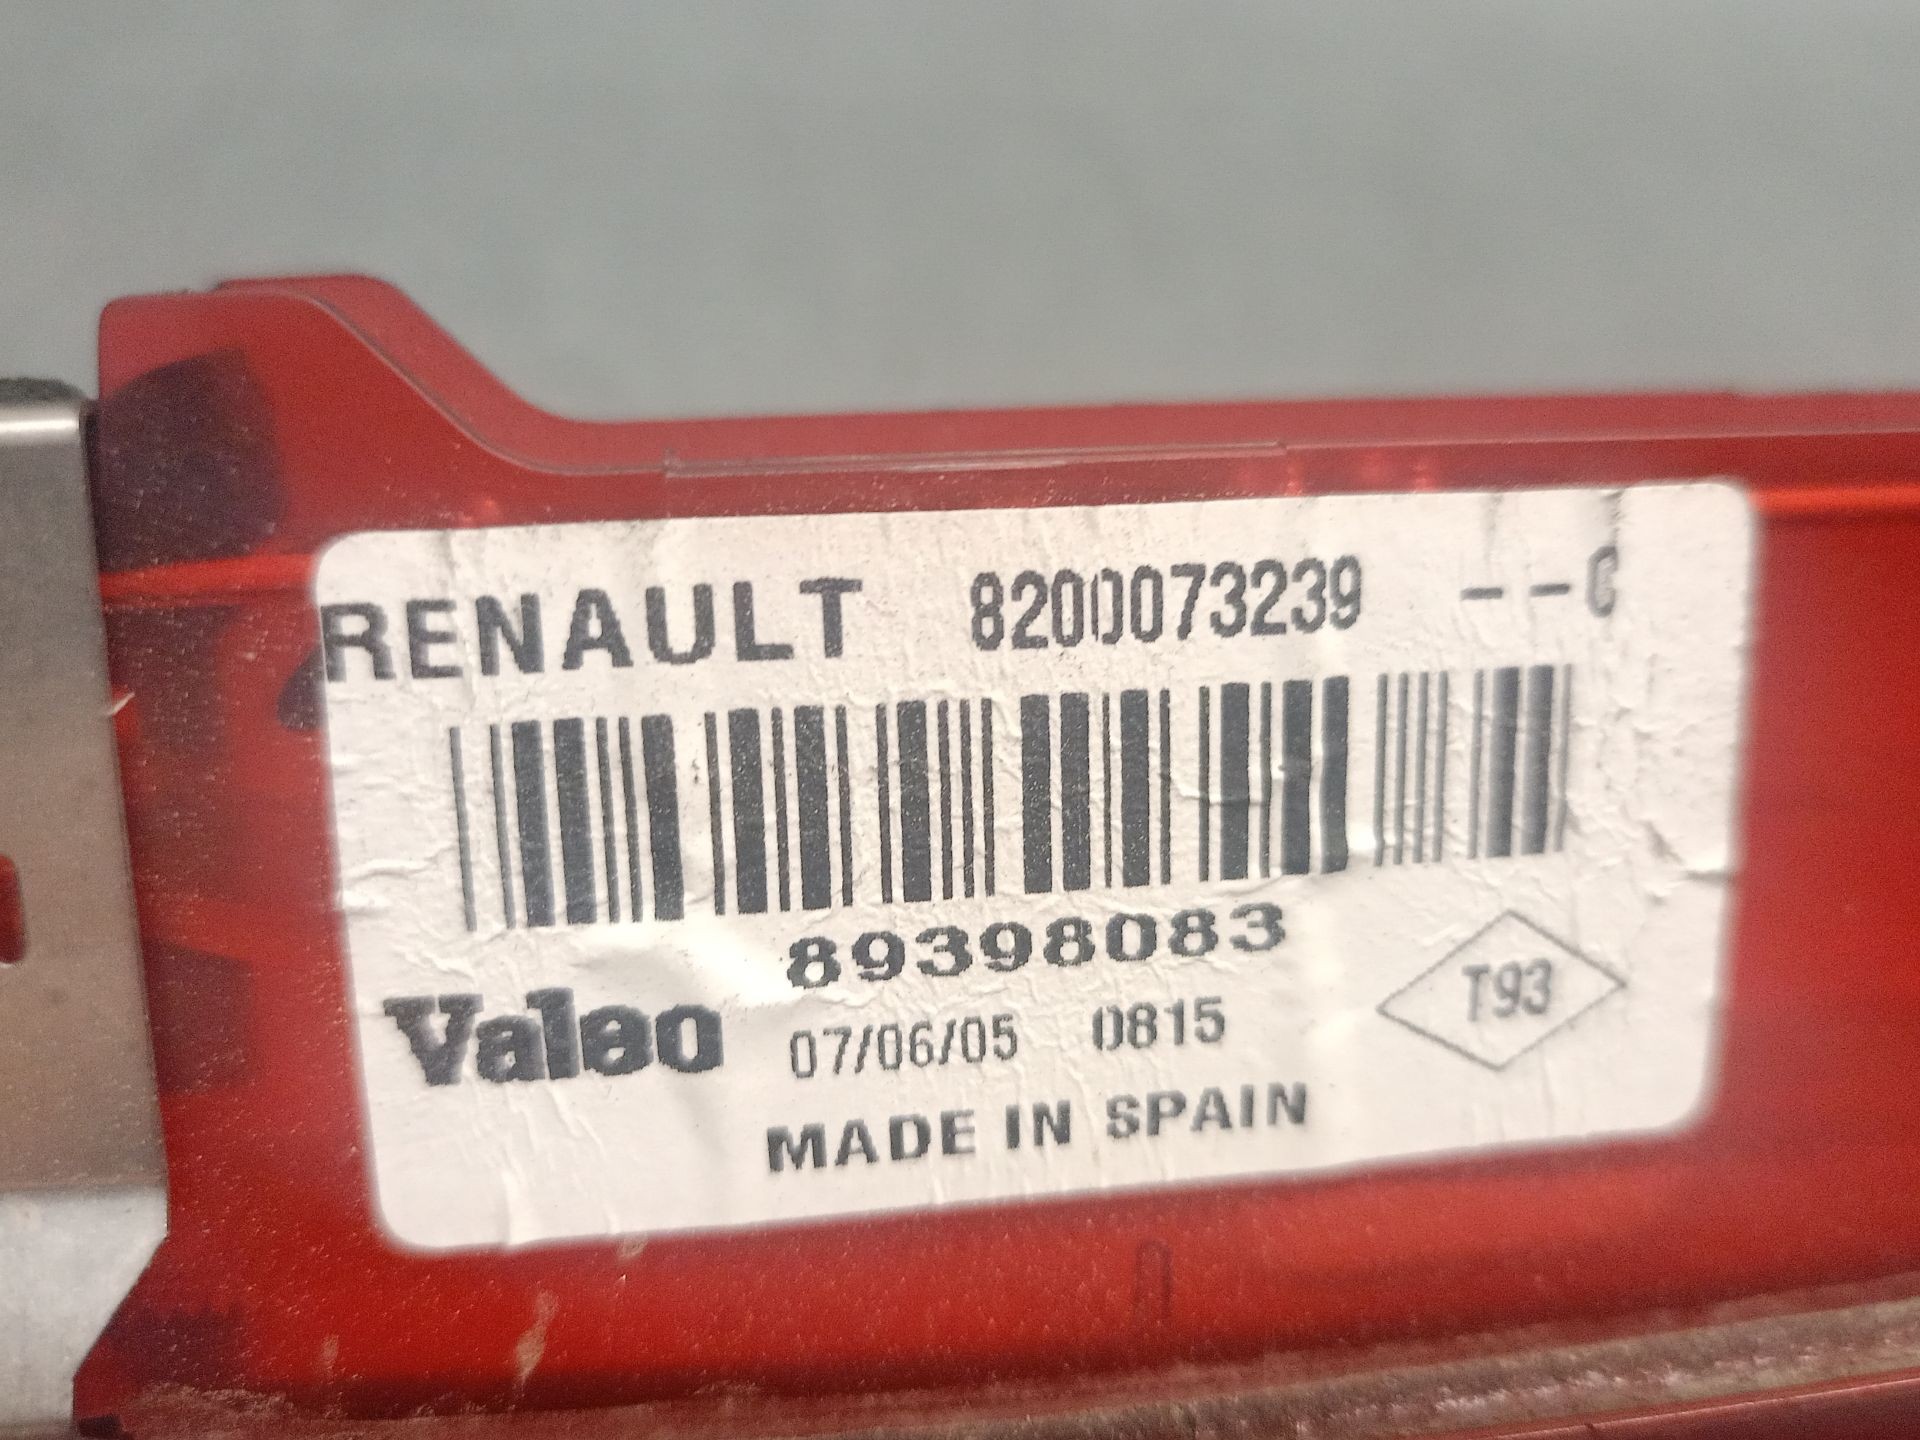 RENAULT 8200073239 --C
89398083
Valeo 07/06/05 0815
T93
MADE IN SPAIN